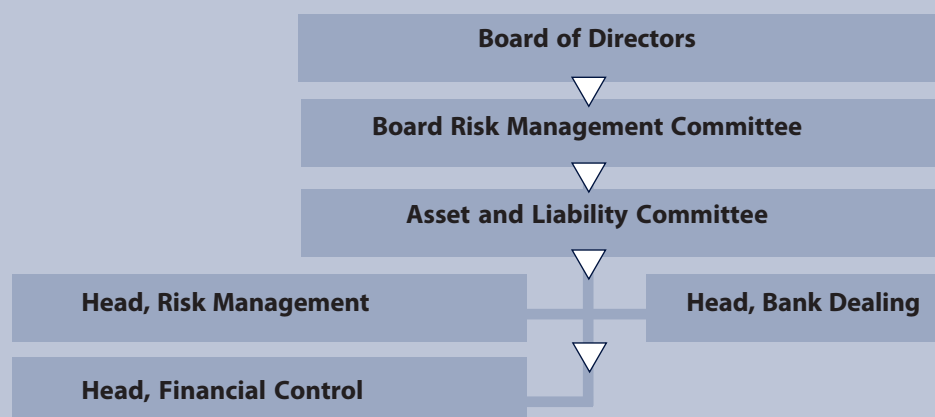 Board of Directors
Board Risk Management Committee
Asset and Liability Committee
Head, Risk Management
Head, Bank Dealing
Head, Financial Control